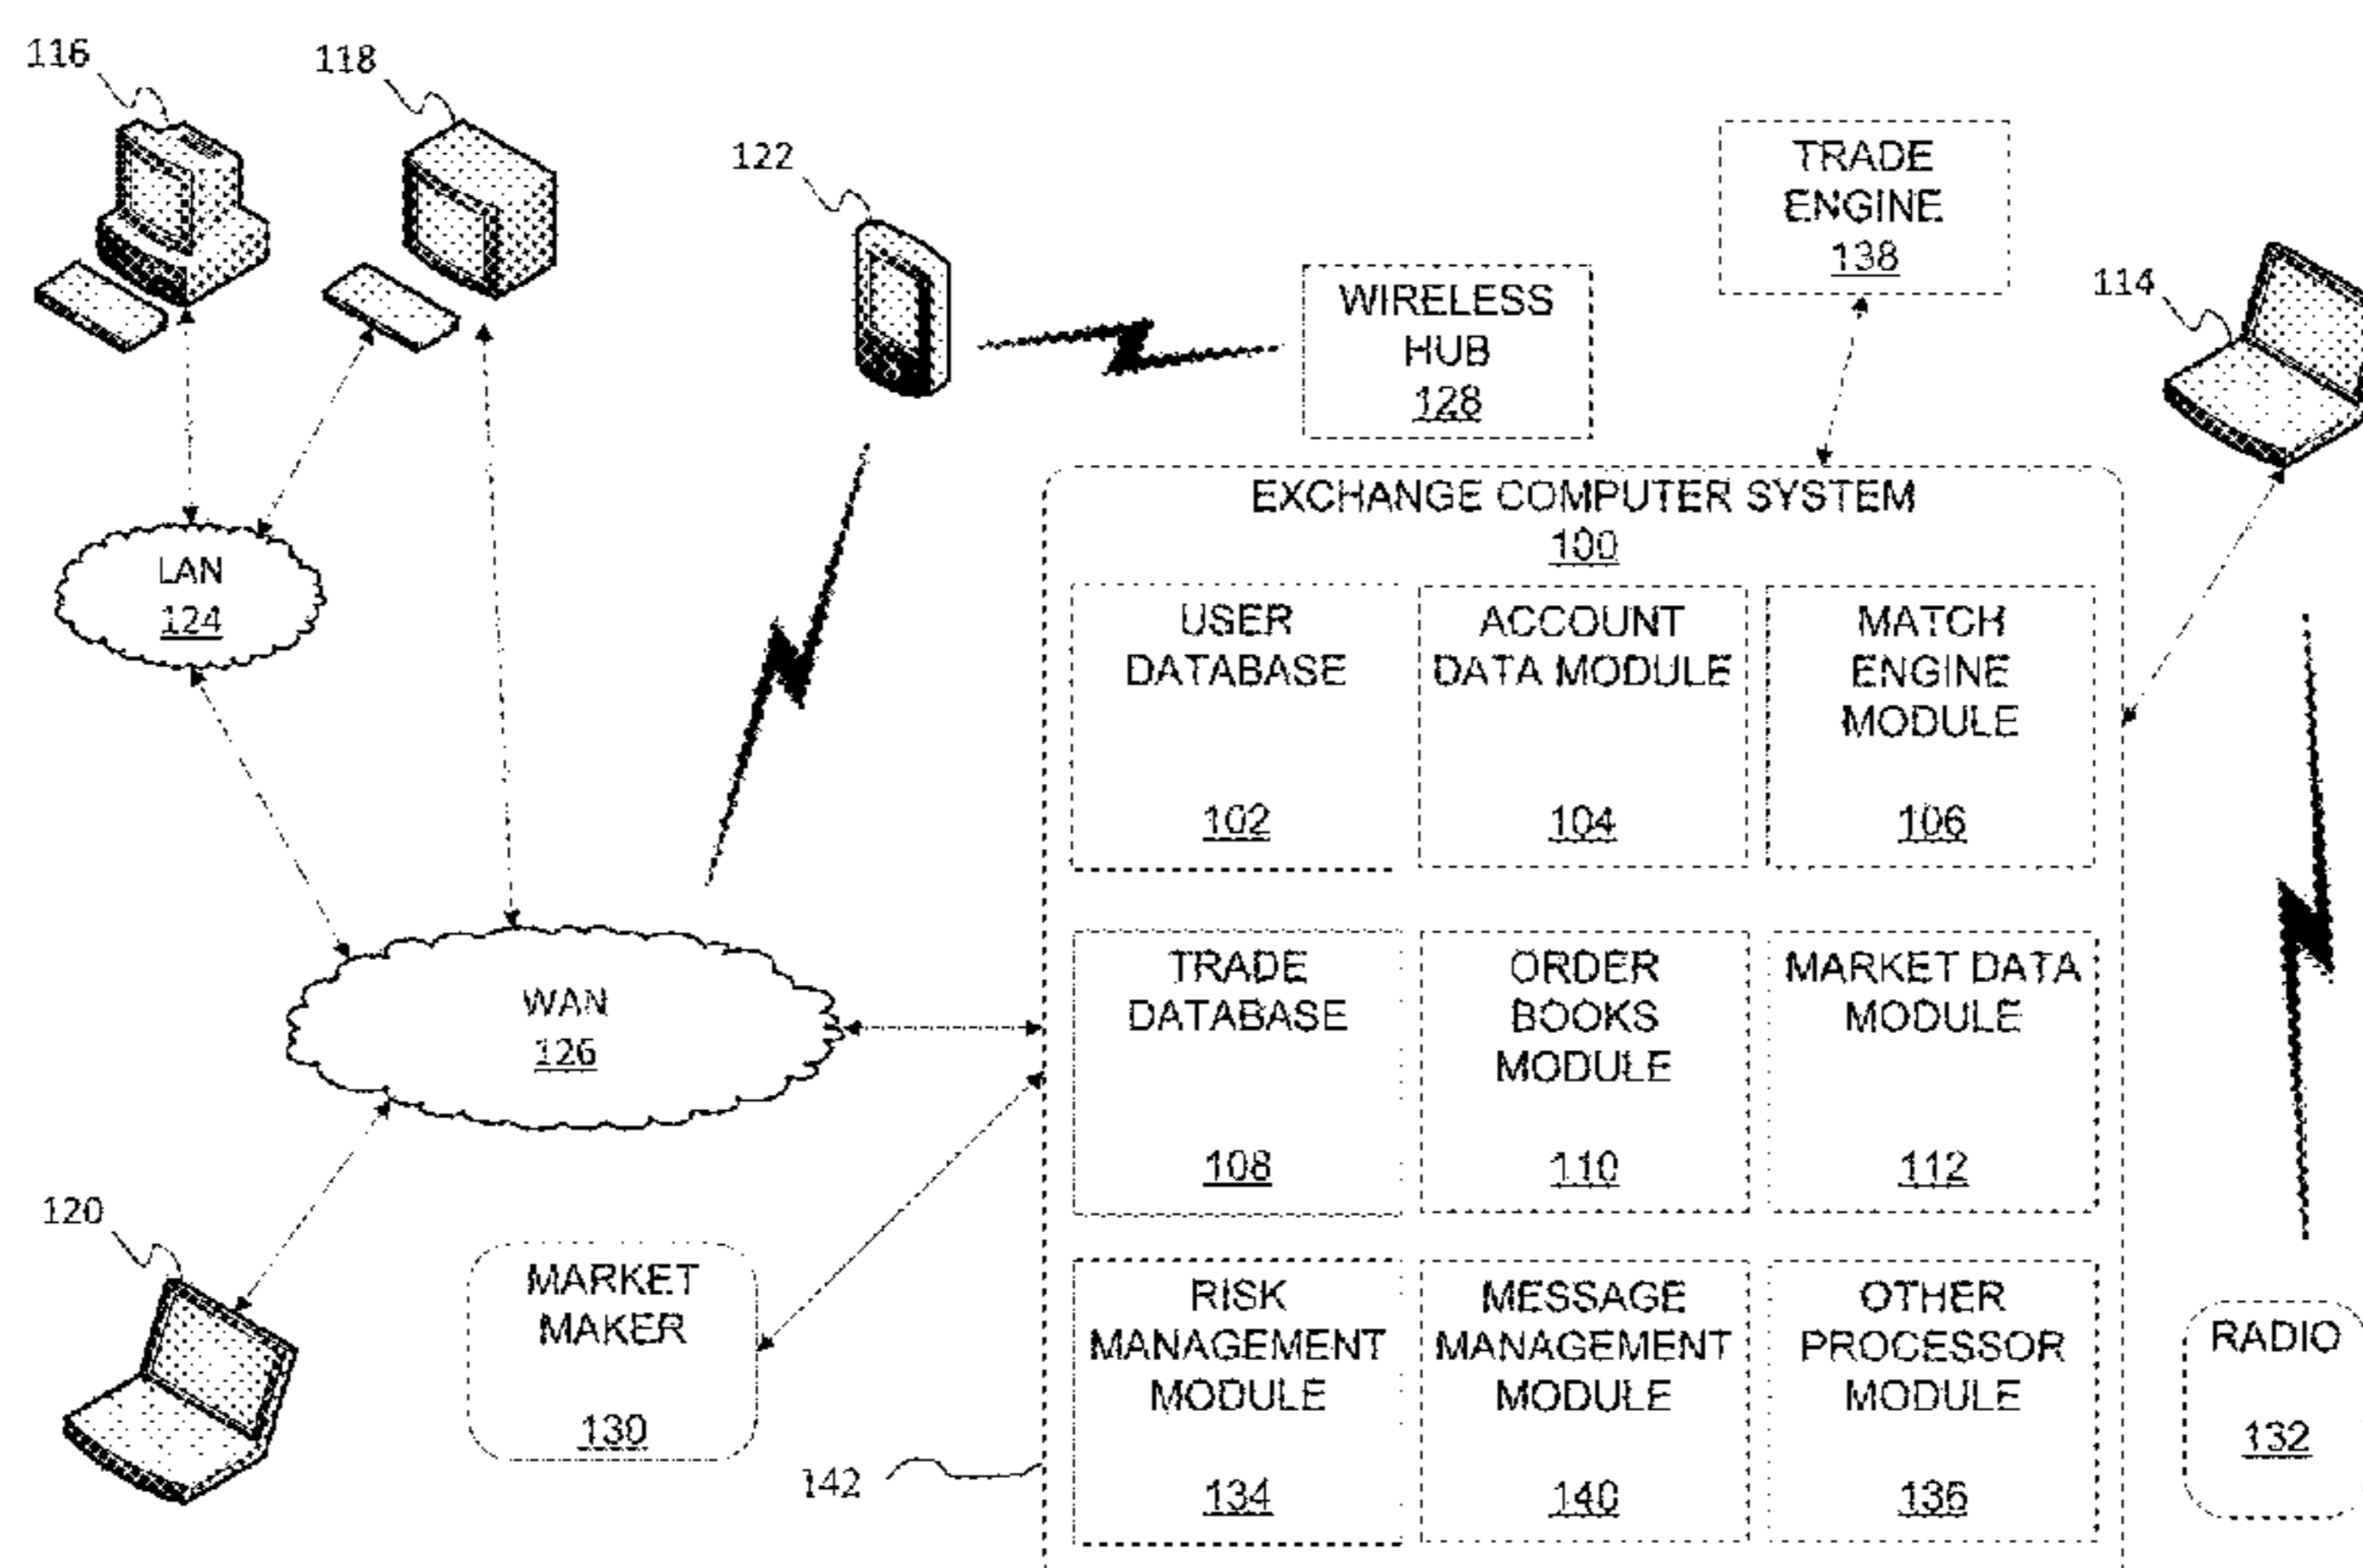 116
118
122
TRADE
ENGINE
138
WIRELESS
HUB
128
114
EXCHANGE COMPUTER SYSTEM
100
LAN
124
USER
DATABASE
102
ACCOUNT
DATA MODULE
104
MATCH
ENGINE
MODULE
106
WAN
126
TRADE
DATABASE
108
ORDER
BOOKS
MODULE
110
MARKET DATA
MODULE
112
120
MARKET
MAKER
130
RISK
MANAGEMENT
MODULE
134
MESSAGE
MANAGEMENT
MODULE
140
OTHER
PROCESSOR
MODULE
136
RADIO
132
142